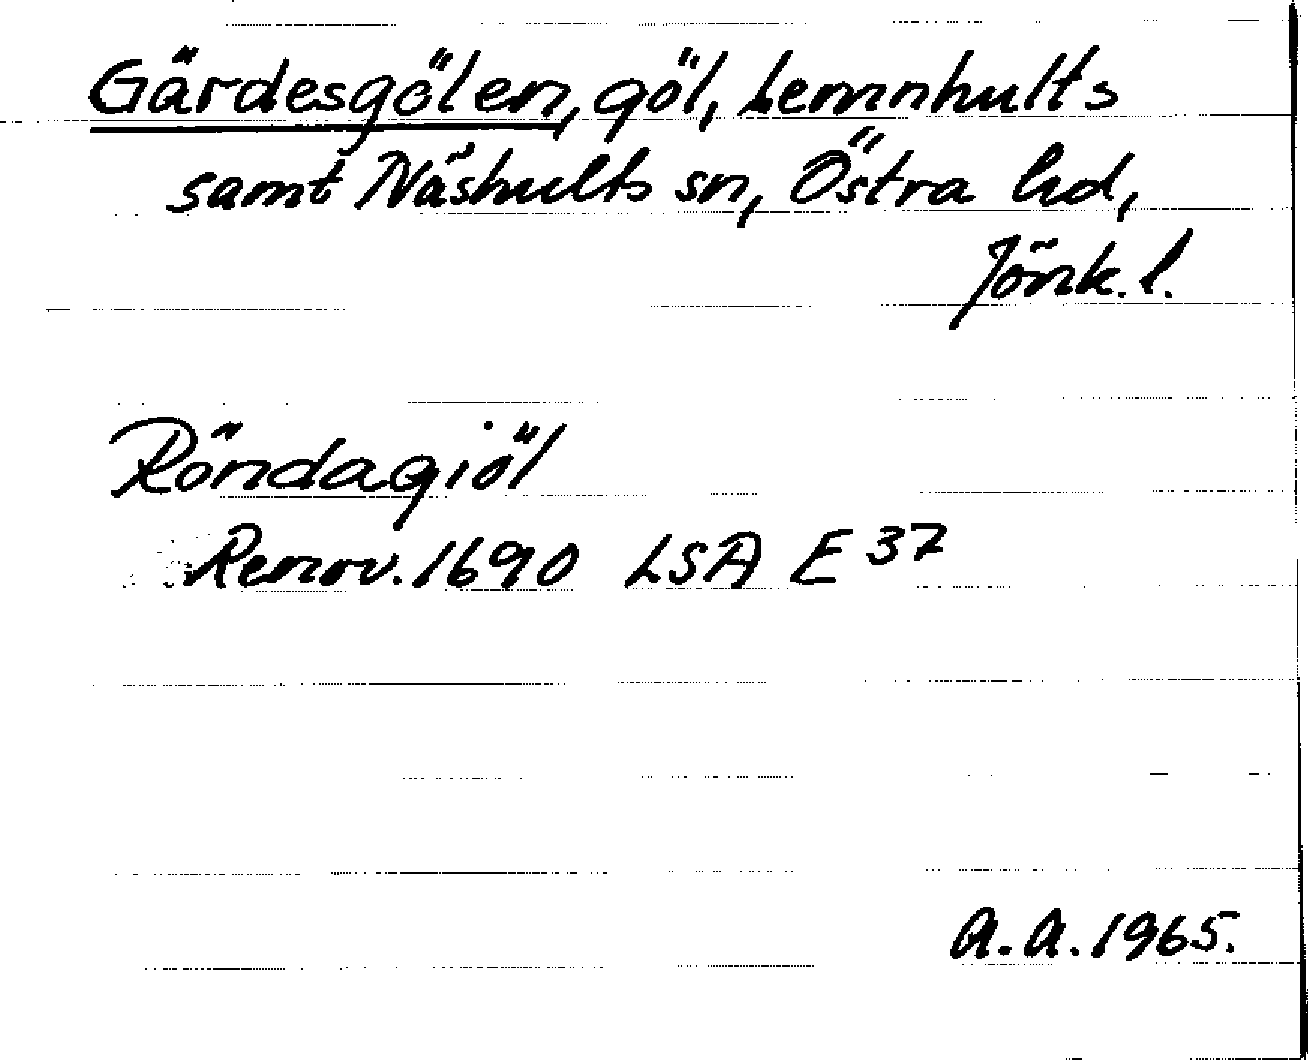 Gärdesgölen, göl, Lemnhults
samt Näshults sn, Östra hd,
Jönk. l.
Röndagiöl
Renov. 1690 LSA E 37
A. A. 1965.